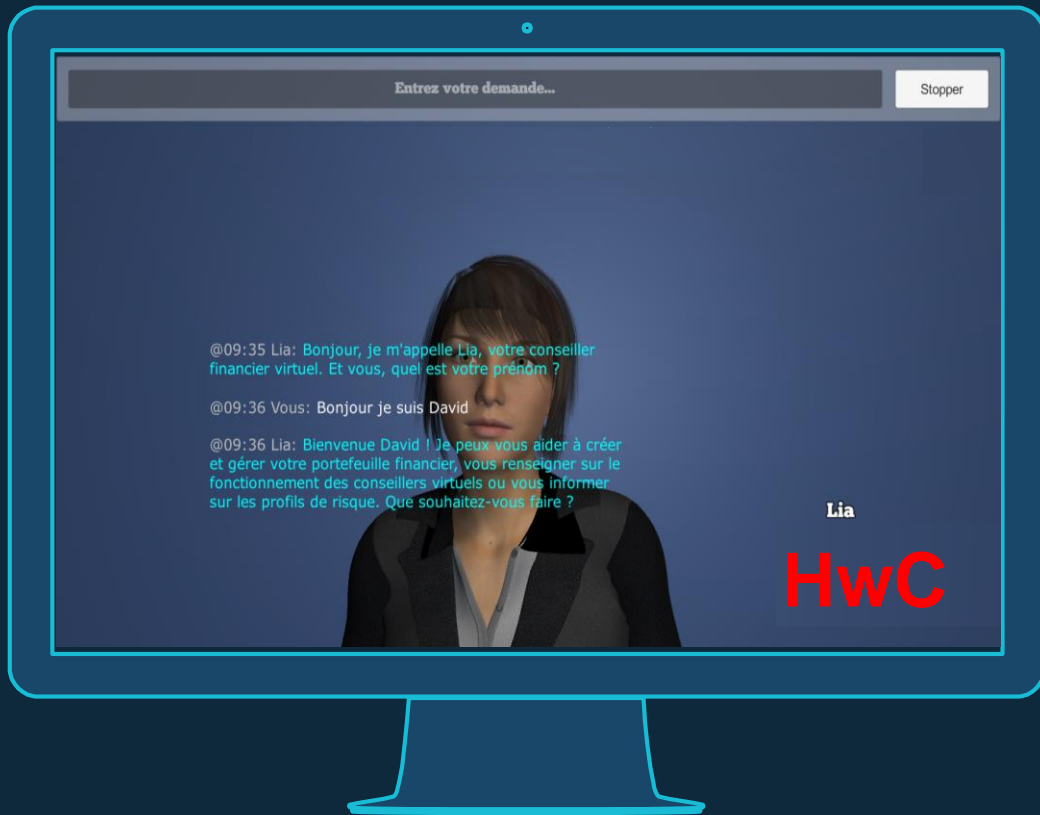 Entrez votre demande...
Stopper
@09:35 Lia: Bonjour, je m'appelle Lia, votre conseiller
financier virtuel. Et vous, quel est votre prénom ?
@09:36 Vous: Bonjour je suis David
@09:36 Lia: Bienvenue David ! Je peux vous aider à créer
et gérer votre portefeuille financier, vous renseigner sur le
fonctionnement des conseillers virtuels ou vous informer
sur les profils de risque. Que souhaitez-vous faire ?
Lia
HwC